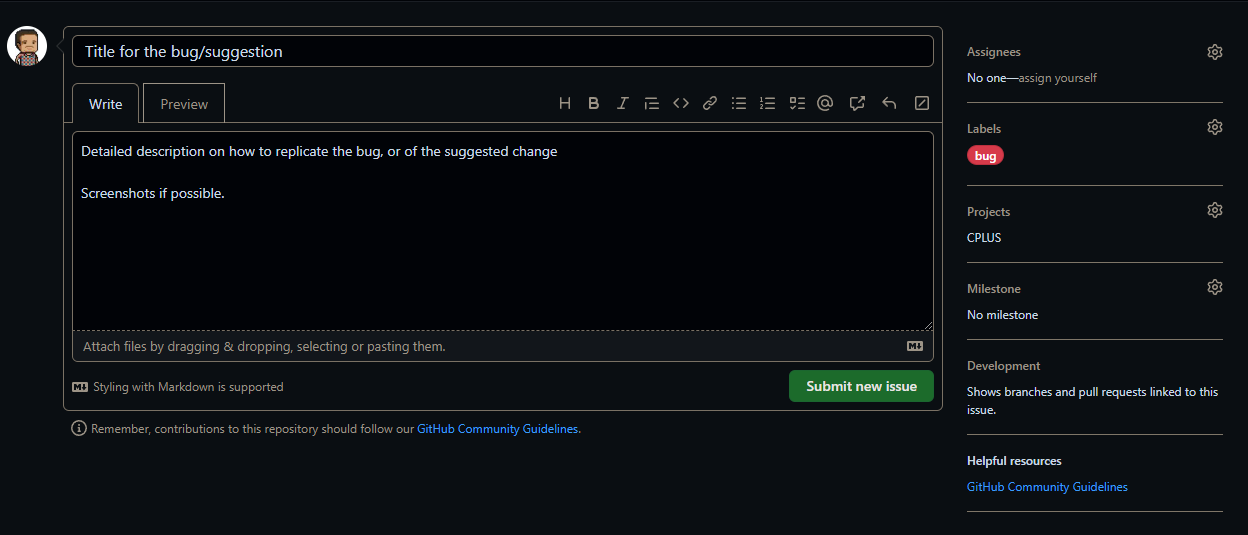 Title for the bug/suggestion
Write
Preview
Detailed description on how to replicate the bug, or of the suggested change
Screenshots if possible.
Attach files by dragging & dropping, selecting or pasting them.
Styling with Markdown is supported
Submit new issue
Remember, contributions to this repository should follow our GitHub Community Guidelines.
Assignees
No one—assign yourself
Labels
bug
Projects
CPLUS
Milestone
No milestone
Development
Shows branches and pull requests linked to this
issue.
Helpful resources
GitHub Community Guidelines